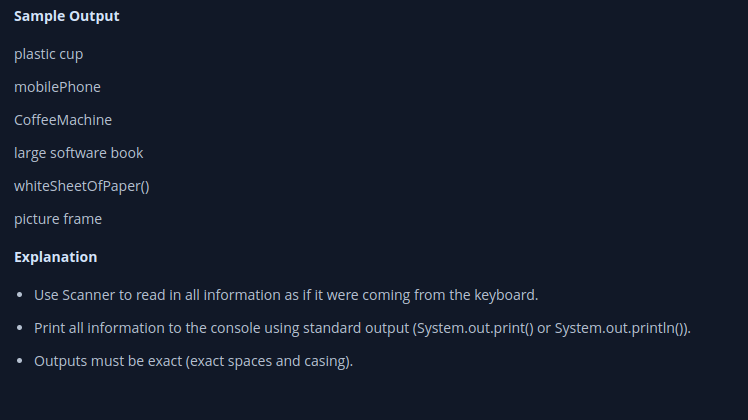 Sample Output
plastic cup
mobilePhone
CoffeeMachine
large software book
whiteSheetOfPaper()
picture frame
Explanation
• Use Scanner to read in all information as if it were coming from the keyboard.
• Print all information to the console using standard output (System.out.print() or System.out.println()).
• Outputs must be exact (exact spaces and casing).